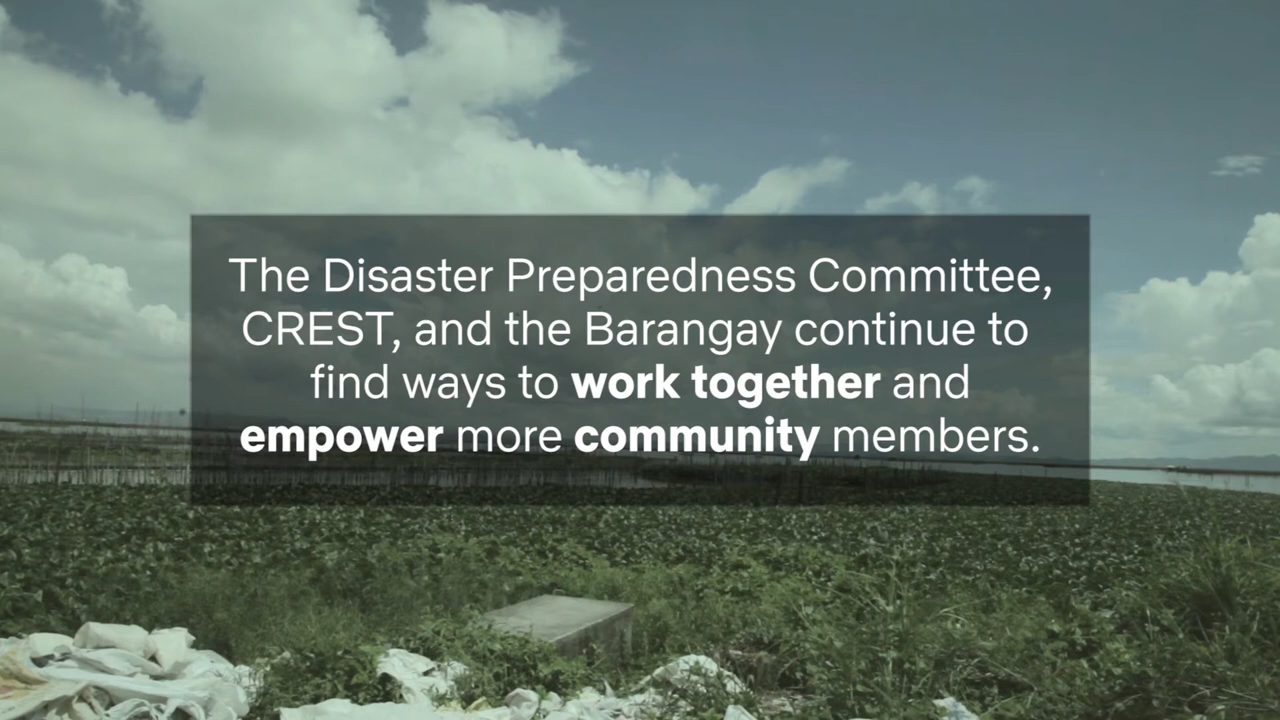 The Disaster Preparedness Committee,
CREST, and the Barangay continue to
find ways to work together and
empower more community members.